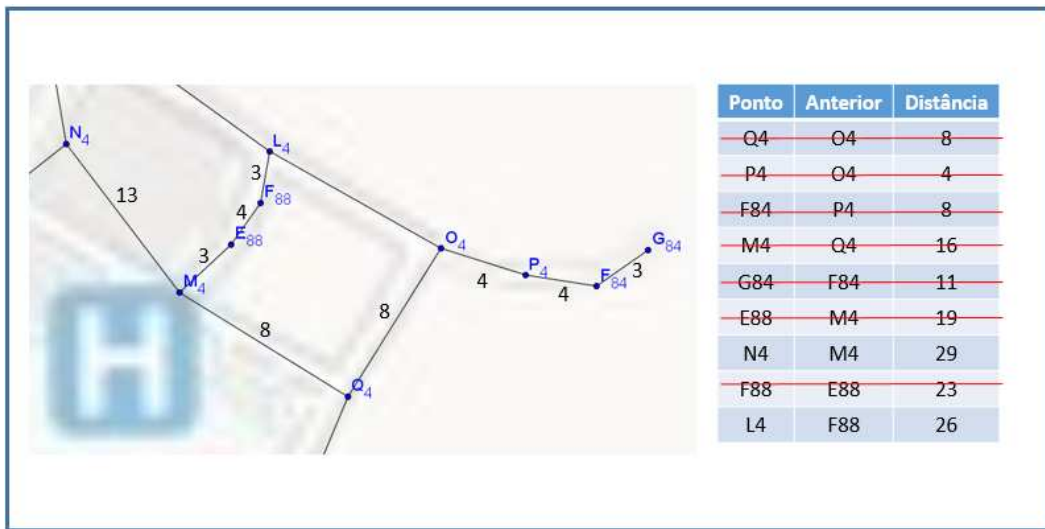 N4
L4
3
13
F88
4
E88
3
O4
G84
P4
3
4
F84
4
M4
8
8
H
Q4
Ponto Anterior Distância
Q4 O4 8
P4 O4 4
F84 P4 8
M4 Q4 16
G84 F84 11
E88 M4 19
N4 M4 29
F88 E88 23
L4 F88 26